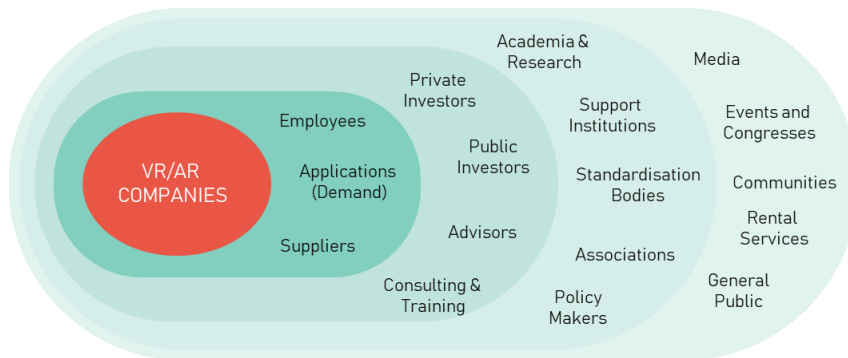 VR/AR
COMPANIES
Employees
Applications
(Demand)
Suppliers
Private
Investors
Public
Investors
Advisors
Consulting &
Training
Academia &
Research
Support
Institutions
Standardisation
Bodies
Associations
Policy
Makers
Media
Events and
Congresses
Communities
Rental
Services
General
Public